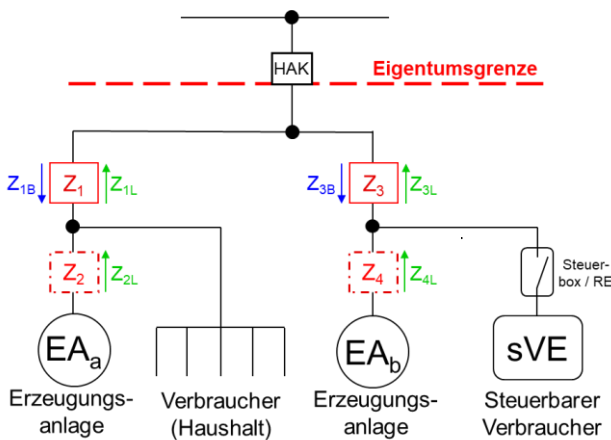 HAK
Eigentumsgrenze
Z1B
Z1
Z1L
Z3B
Z3
Z3L
Z2
Z2L
Z4
Z4L
Steuer-
box / RE
EAa
EAb
sVE
Erzeugungs-
anlage
Verbraucher
(Haushalt)
Erzeugungs-
anlage
Steuerbarer
Verbraucher